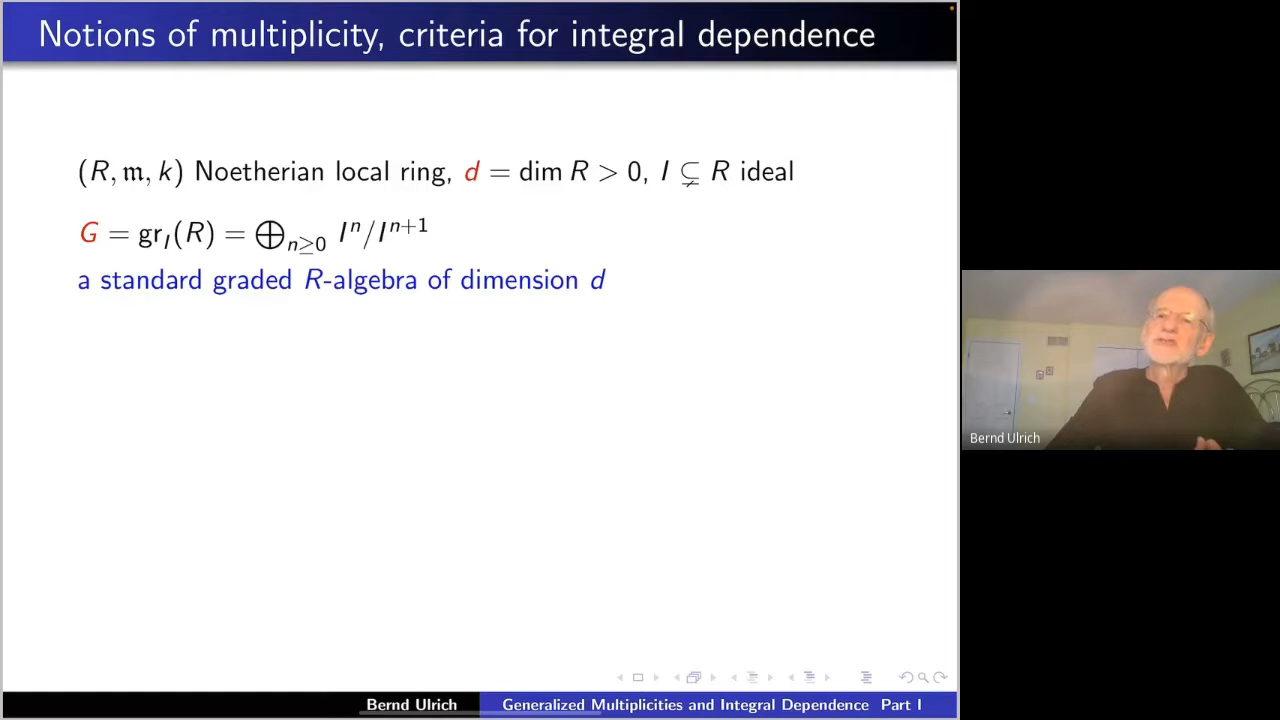 Notions of multiplicity, criteria for integral dependence
(R, 𝔪, k) Noetherian local ring, d = dim R > 0, I ⊊ R ideal
G = gr_I(R) = ⊕_{n≥0} I^n/I^{n+1}
a standard graded R-algebra of dimension d
Bernd Ulrich
Bernd Ulrich Generalized Multiplicities and Integral Dependence Part I